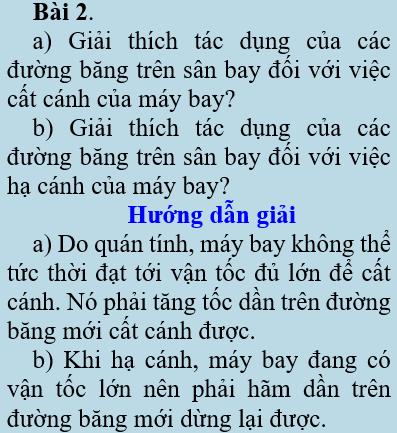 Bài 2.
a) Giải thích tác dụng của các
đường băng trên sân bay đối với việc
cất cánh của máy bay?
b) Giải thích tác dụng của các
đường băng trên sân bay đối với việc
hạ cánh của máy bay?
Hướng dẫn giải
a) Do quán tính, máy bay không thể
tức thời đạt tới vận tốc đủ lớn để cất
cánh. Nó phải tăng tốc dần trên đường
băng mới cất cánh được.
b) Khi hạ cánh, máy bay đang có
vận tốc lớn nên phải hãm dần trên
đường băng mới dừng lại được.